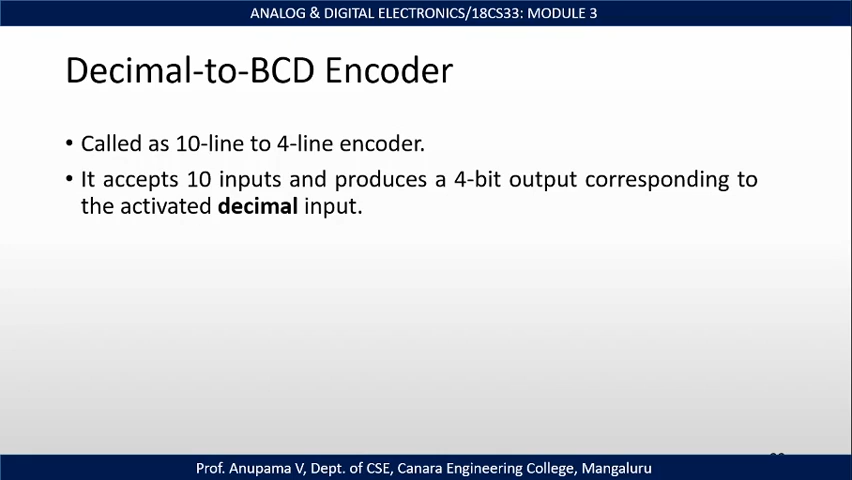 ANALOG & DIGITAL ELECTRONICS/18CS33: MODULE 3
Decimal-to-BCD Encoder
• Called as 10-line to 4-line encoder.
• It accepts 10 inputs and produces a 4-bit output corresponding to
the activated decimal input.
Prof. Anupama V, Dept. of CSE, Canara Engineering College, Mangaluru